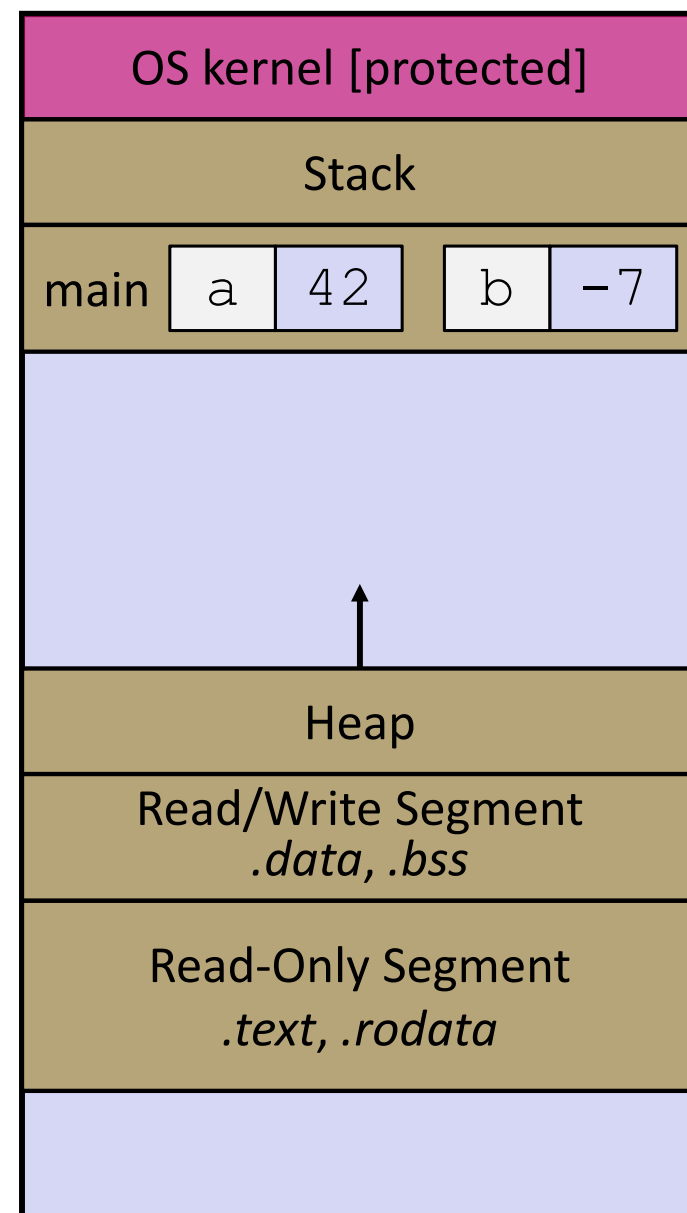 OS kernel [protected]
Stack
main a 42 b -7
Heap
Read/Write Segment
.data, .bss
Read-Only Segment
.text, .rodata